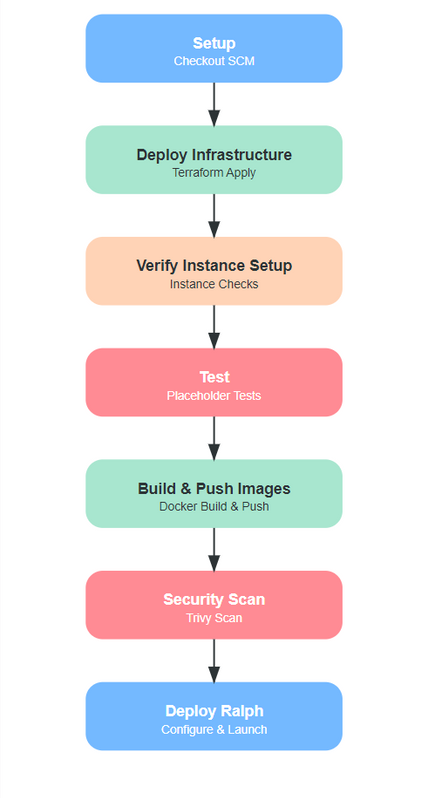 Setup
Checkout SCM
Deploy Infrastructure
Terraform Apply
Verify Instance Setup
Instance Checks
Test
Placeholder Tests
Build & Push Images
Docker Build & Push
Security Scan
Trivy Scan
Deploy Ralph
Configure & Launch